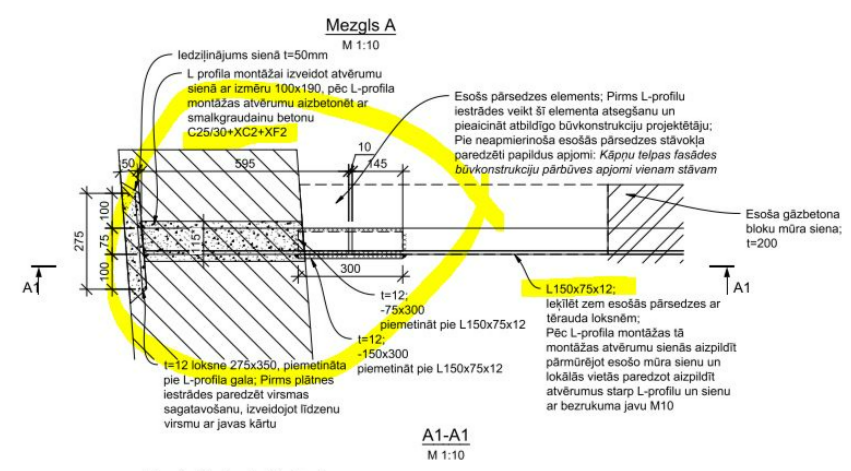 Mezgls A
M 1:10
Iedziļinājums sienā t=50mm
L profila montāžai izveidot atvērumu
sienā ar izmēru 100x190, pēc L-profila
montāžas atvērumu aizbetonēt ar
smalkgraudainu betonu
C25/30+XC2+XF2
Esošs pārsedzes elements; Pirms L-profilu
iestrādes veikt šī elementa atsegšanu un
pieaicināt atbildīgo būvkonstrukciju projektētāju;
Pie neapmierinoša esošās pārsedzes stāvokļa
paredzēti papildus apjomi: Kāpņu telpas fasādes
būvkonstrukciju pārbūves apjomi vienam stāvam
10
50
595
145
100
75
100
275
115
300
Esoša gāzbetona
bloku mūra siena;
t=200
A1
A1
L150x75x12;
Ieķīlēt zem esošās pārsedzes ar
tērauda loksnēm;
Pēc L-profila montāžas tā
montāžas atvērumu sienās aizpildīt
pārmūrējot esošo mūra sienu un
lokālās vietās paredzot aizpildīt
atvērumus starp L-profilu un sienu
ar bezrukuma javu M10
t=12;
-75x300
piemetināt pie L150x75x12
t=12;
-150x300
piemetināt pie L150x75x12
t=12 loksne 275x350, piemetināta
pie L-profila gala; Pirms plātnes
iestrādes paredzēt virsmas
sagatavošanu, izveidojot līdzenu
virsmu ar javas kārtu
A1-A1
M 1:10